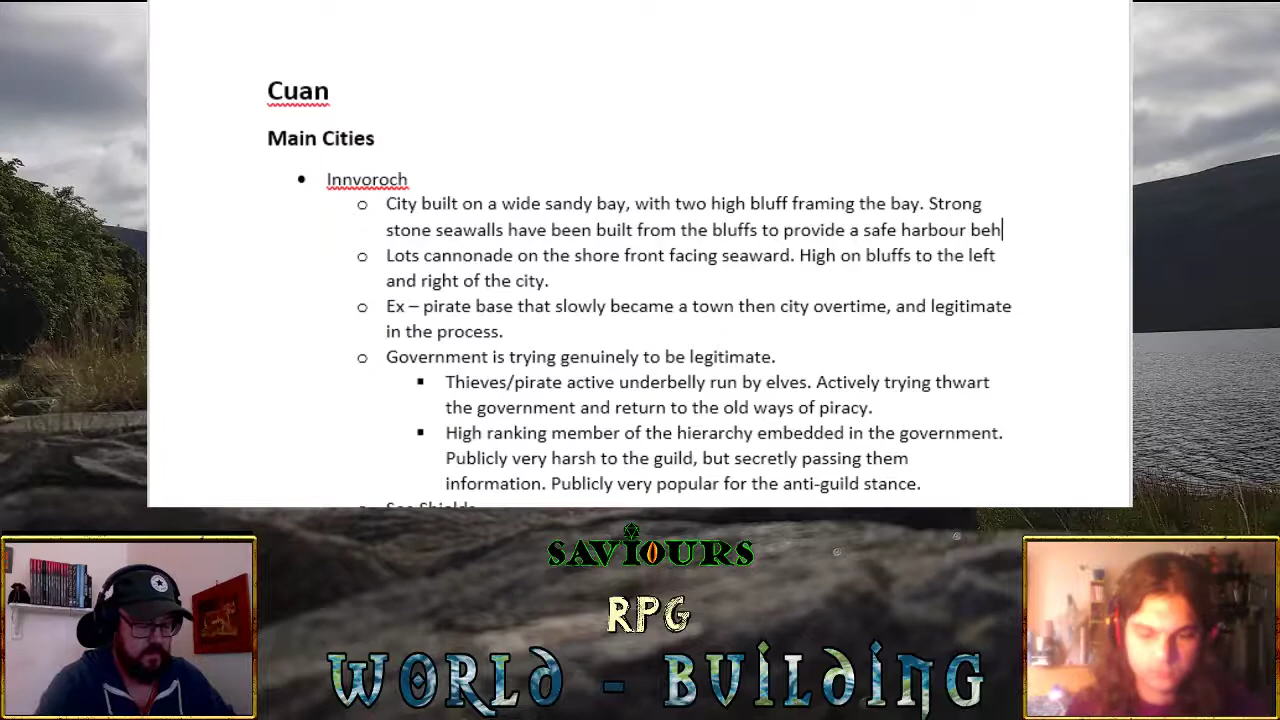 Cuan
Main Cities
• Innvoroch
o City built on a wide sandy bay, with two high bluff framing the bay. Strong
stone seawalls have been built from the bluffs to provide a safe harbour beh
o Lots cannonade on the shore front facing seaward. High on bluffs to the left
and right of the city.
o Ex – pirate base that slowly became a town then city overtime, and legitimate
in the process.
o Government is trying genuinely to be legitimate.
▪ Thieves/pirate active underbelly run by elves. Actively trying thwart
the government and return to the old ways of piracy.
▪ High ranking member of the hierarchy embedded in the government.
Publicly very harsh to the guild, but secretly passing them
information. Publicly very popular for the anti-guild stance.
SAVIOURS
RPG
WORLD - BUILDING